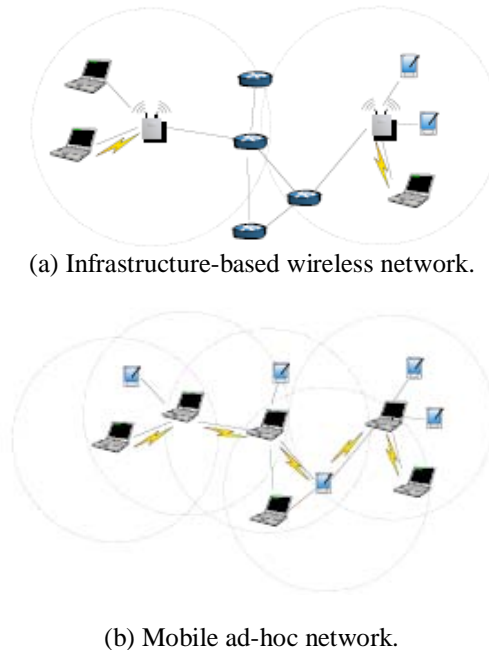 (a) Infrastructure-based wireless network.
(b) Mobile ad-hoc network.